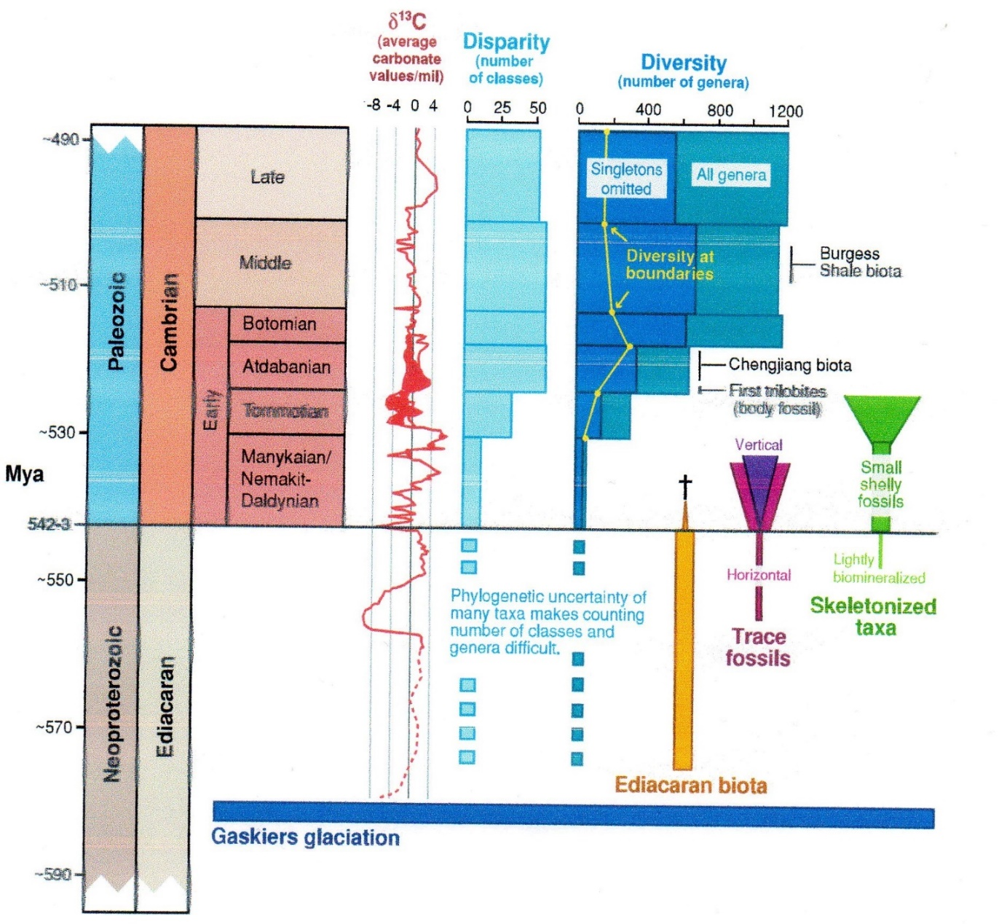 δ¹³C
(average
carbonate
values/mil)
-8 -4 0 4
Disparity
(number
of classes)
0 25 50
Diversity
(number of genera)
0 400 800 1200
~490
~510
~530
Mya
542-3
~550
~570
~590
Paleozoic
Neoproterozoic
Cambrian
Ediacaran
Late
Middle
Early
Botomian
Atdabanian
Tommotian
Manykaian/
Nemakit-
Daldynian
Singletons
omitted
All genera
Diversity at
boundaries
Burgess
Shale biota
Chengjiang biota
First trilobites
(body fossil)
Vertical
Small
shelly
fossils
Horizontal
Lightly
biomineralized
Skeletonized
taxa
Trace
fossils
Phylogenetic uncertainty of
many taxa makes counting
number of classes and
genera difficult.
Ediacaran biota
Gaskiers glaciation